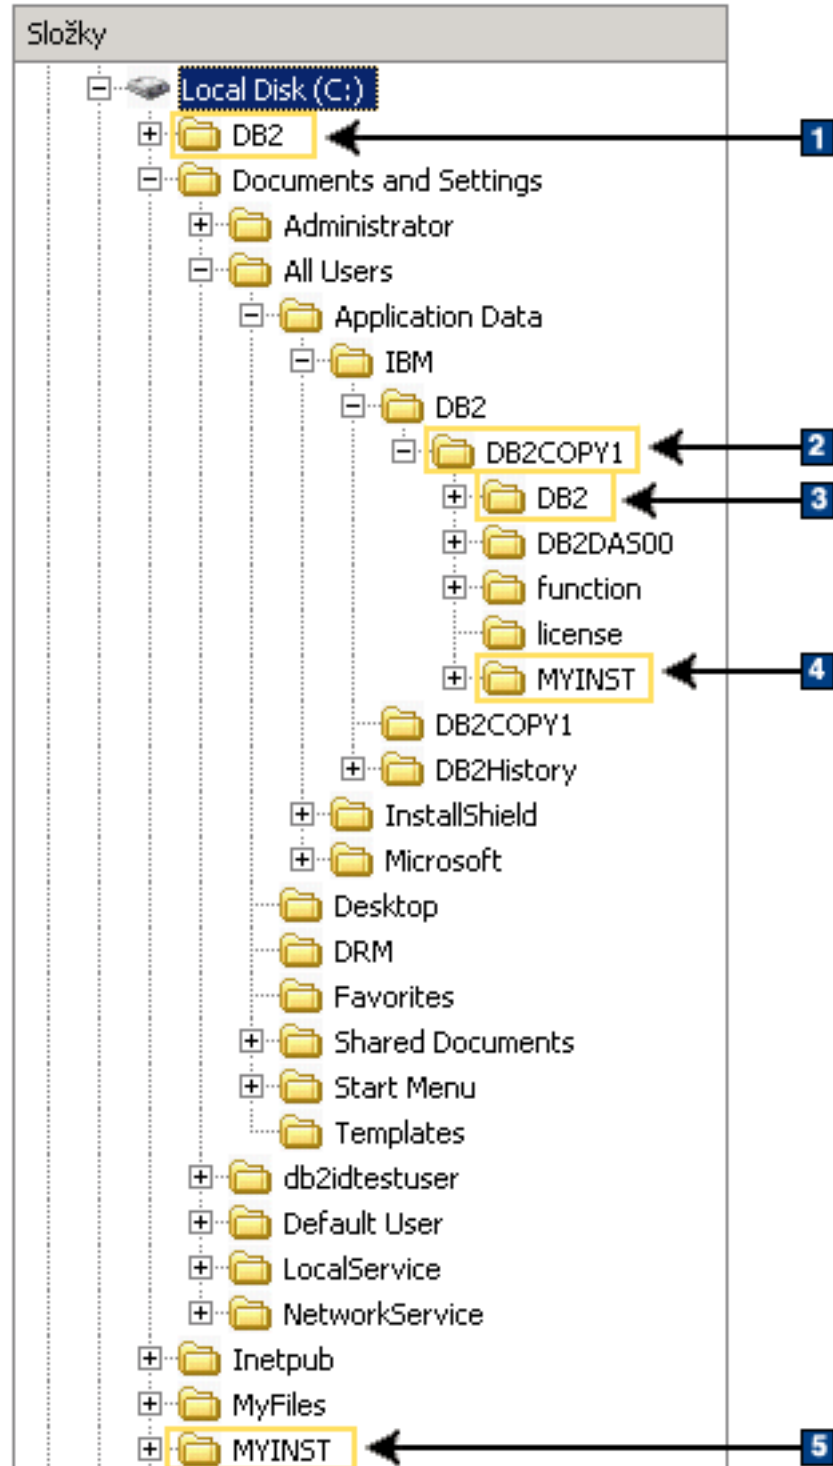 Složky
Local Disk (C:)
DB2 1
Documents and Settings
Administrator
All Users
Application Data
IBM
DB2
DB2COPY1 2
DB2 3
DB2DAS00
function
license
MYINST 4
DB2COPY1
DB2History
InstallShield
Microsoft
Desktop
DRM
Favorites
Shared Documents
Start Menu
Templates
db2idtestuser
Default User
LocalService
NetworkService
Inetpub
MyFiles
MYINST 5